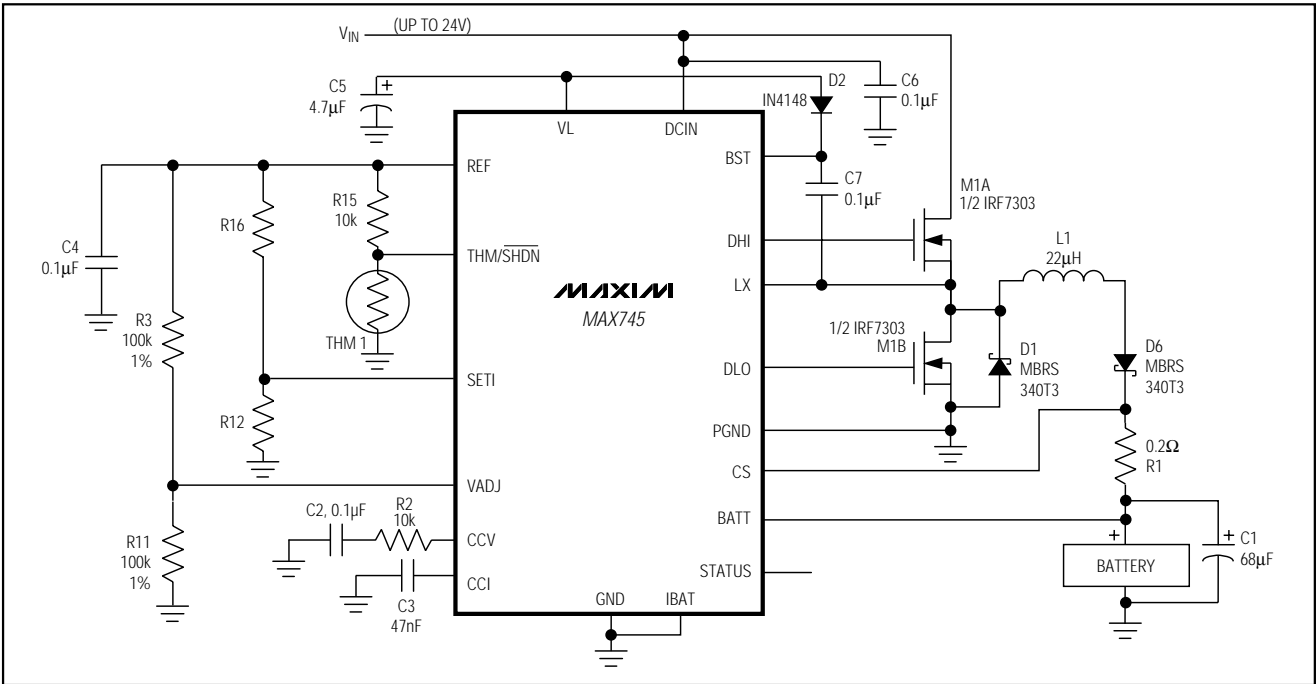 V_IN (UP TO 24V)
C5
4.7µF
+
D2
IN4148
C6
0.1µF
VL
DCIN
REF
BST
C7
0.1µF
M1A
1/2 IRF7303
R15
10k
R16
C4
0.1µF
THM/SHDN
DHI
L1
22µH
MAXIM
MAX745
LX
R3
100k
1%
THM 1
1/2 IRF7303
M1B
D1
MBRS
340T3
D6
MBRS
340T3
DLO
SETI
R12
PGND
0.2Ω
R1
CS
VADJ
C2, 0.1µF
R2
10k
BATT
R11
100k
1%
CCV
+
+
C1
68µF
BATTERY
CCI
STATUS
C3
47nF
GND
IBAT